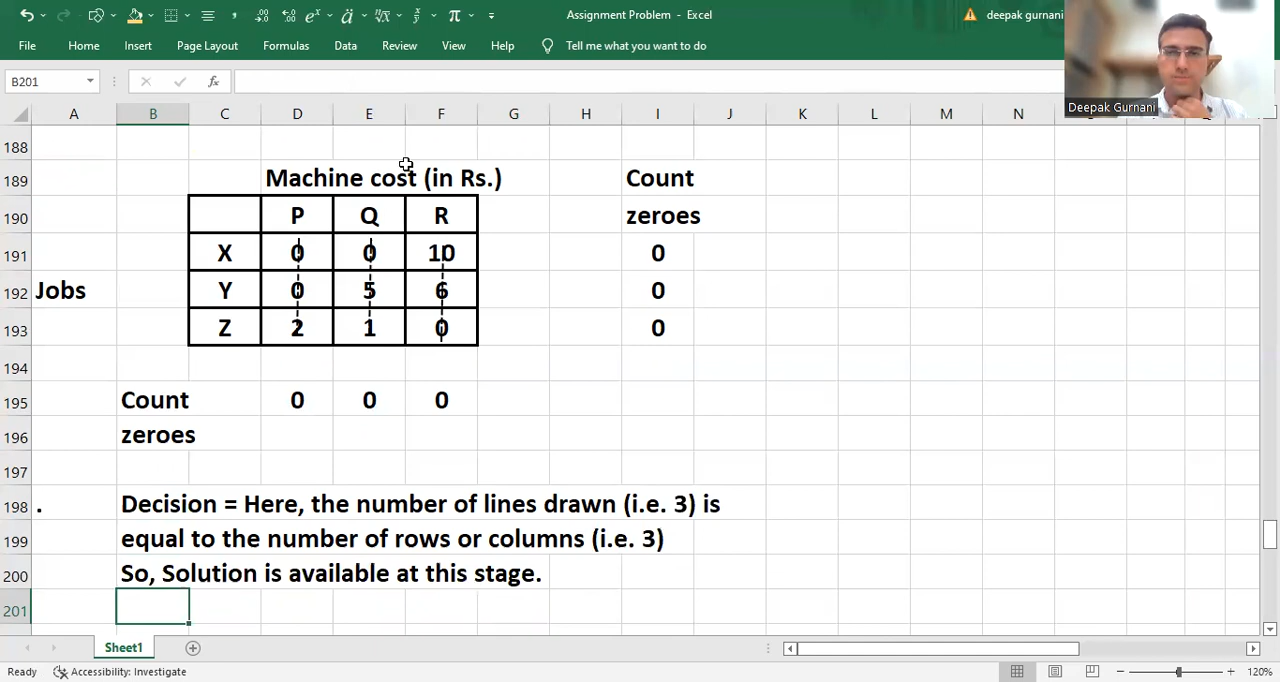 Assignment Problem - Excel
deepak gurnani
File Home Insert Page Layout Formulas Data Review View Help Tell me what you want to do
Deepak Gurnani
B201 fx
A B C D E F G H I J K L M N
188
189 Machine cost (in Rs.) Count
190 P Q R zeroes
191 X 0 0 10 0
192 Jobs Y 0 5 6 0
193 Z 2 1 0 0
194
195 Count 0 0 0
196 zeroes
197
198 . Decision = Here, the number of lines drawn (i.e. 3) is
199 equal to the number of rows or columns (i.e. 3)
200 So, Solution is available at this stage.
201
Sheet1
Ready Accessibility: Investigate 120%